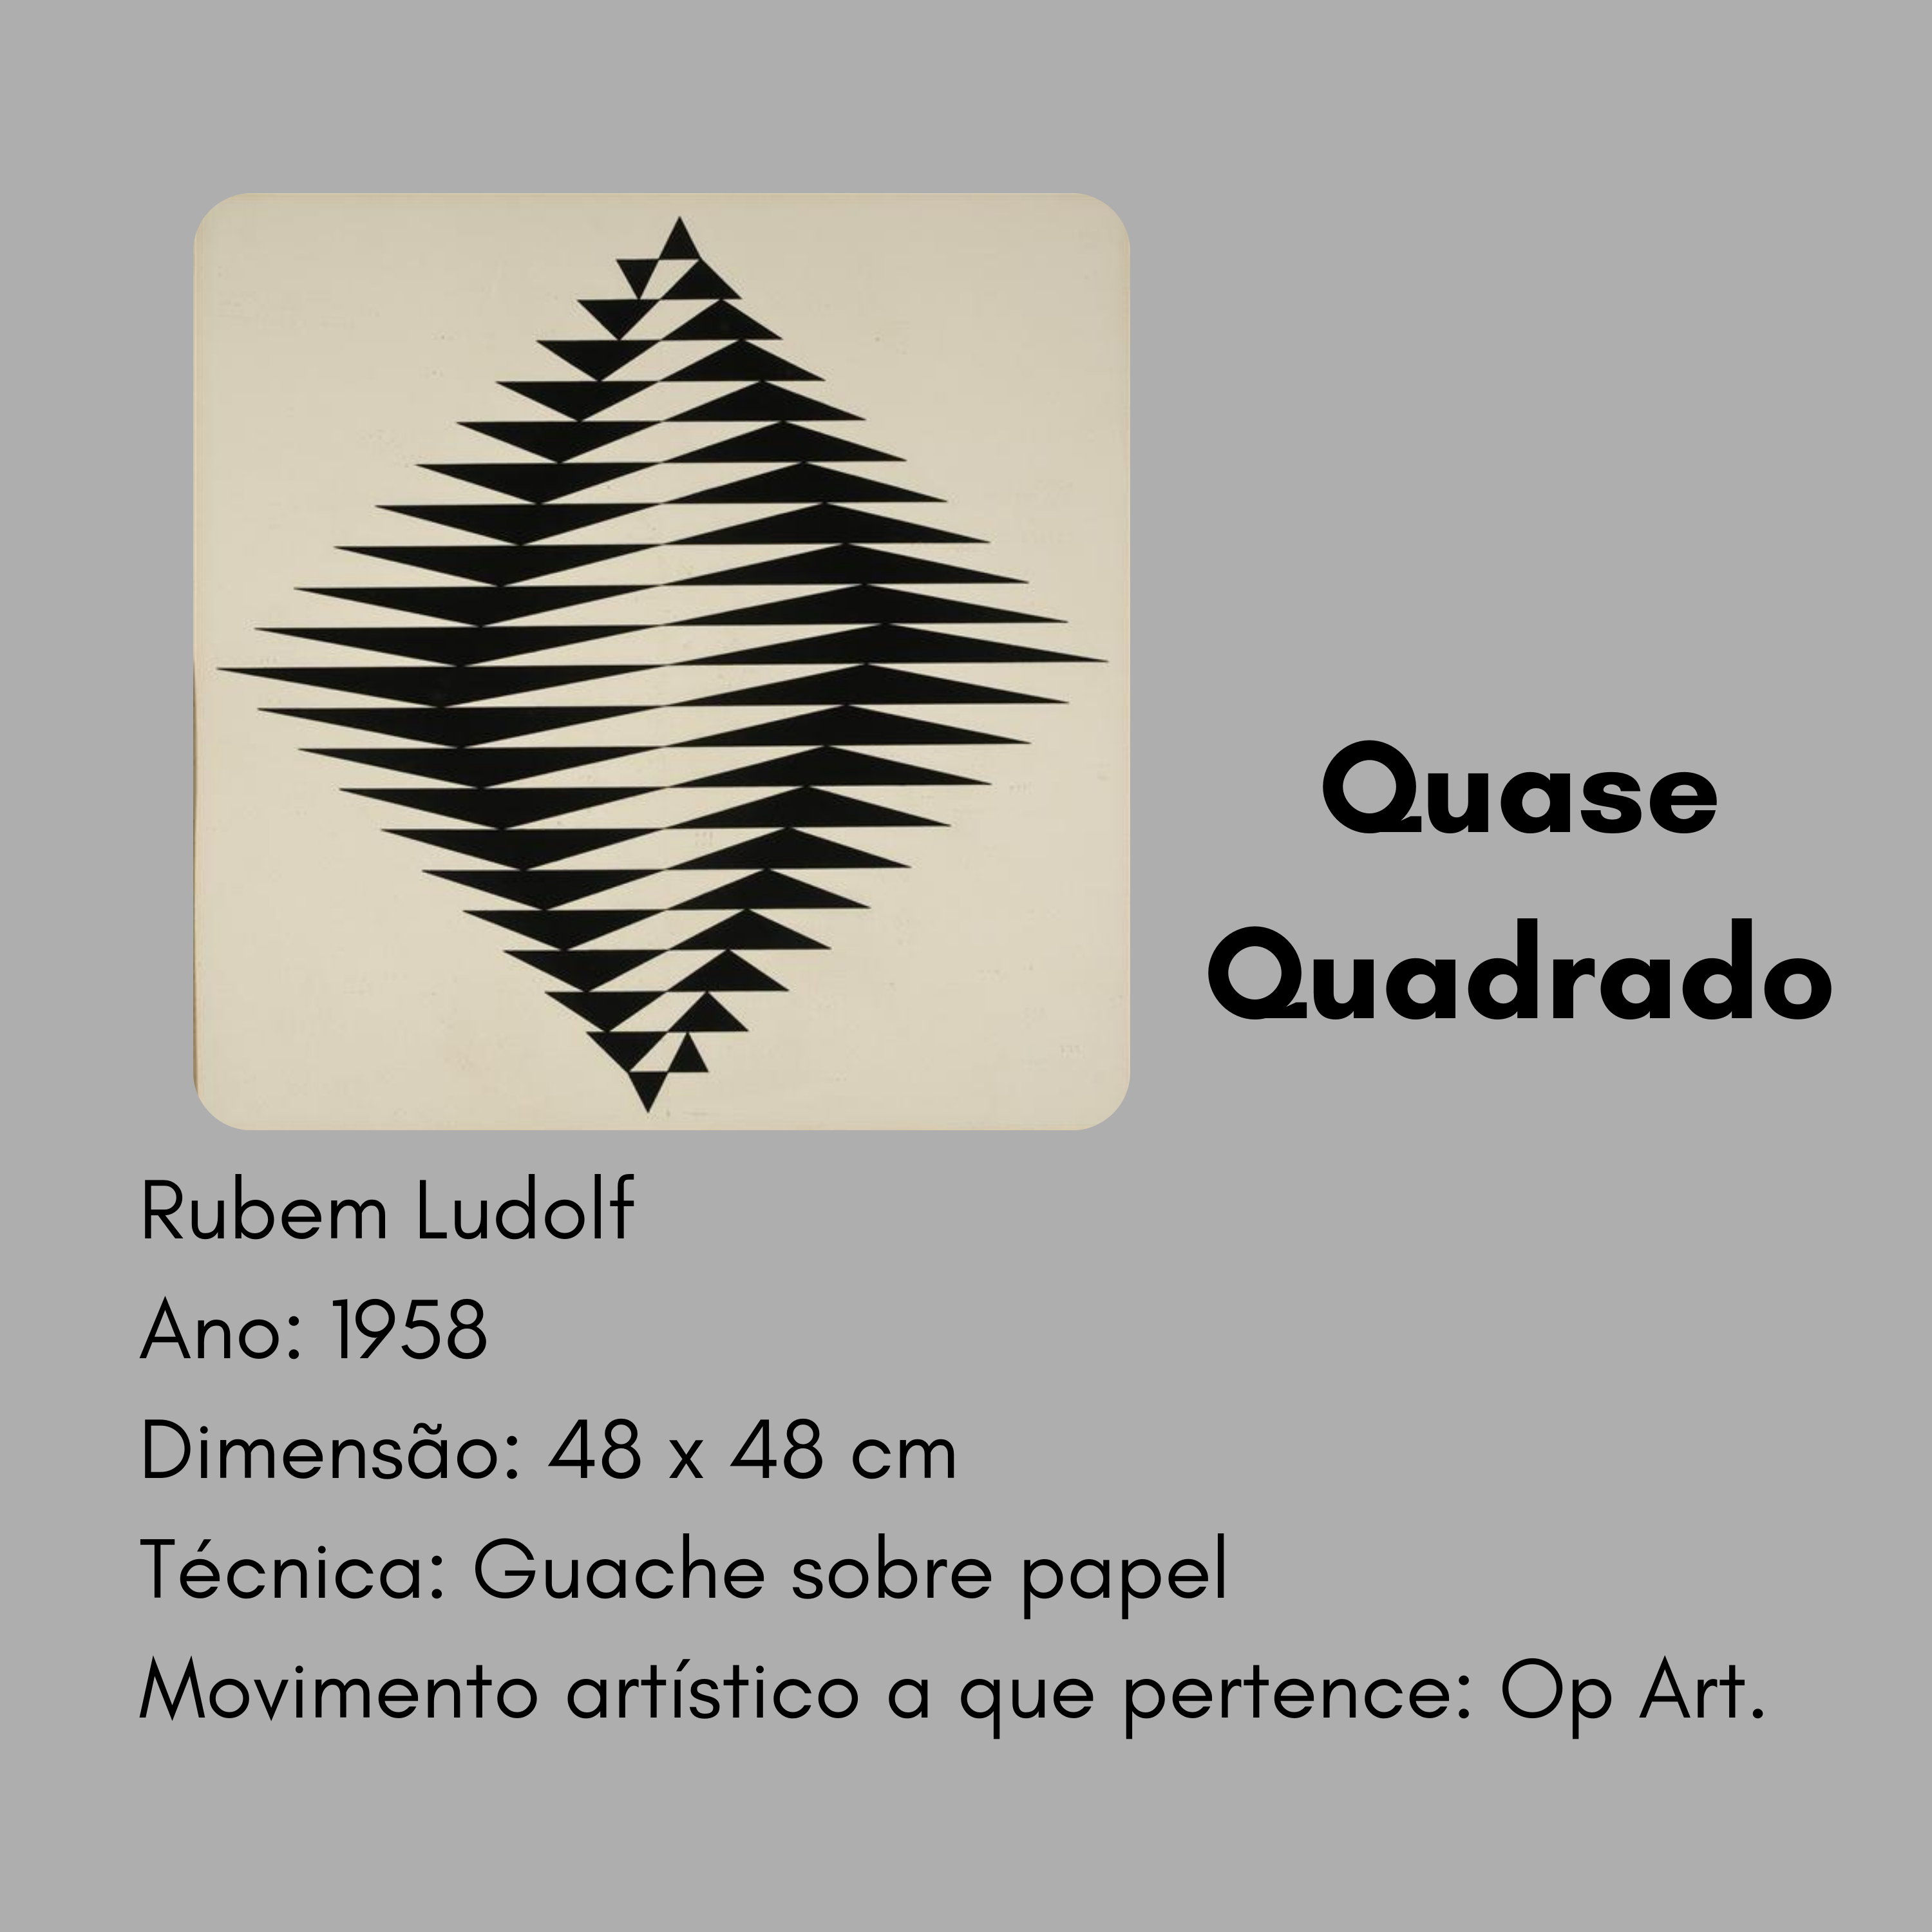 Quase
Quadrado
Rubem Ludolf
Ano: 1958
Dimensão: 48 x 48 cm
Técnica: Guache sobre papel
Movimento artístico a que pertence: Op Art.